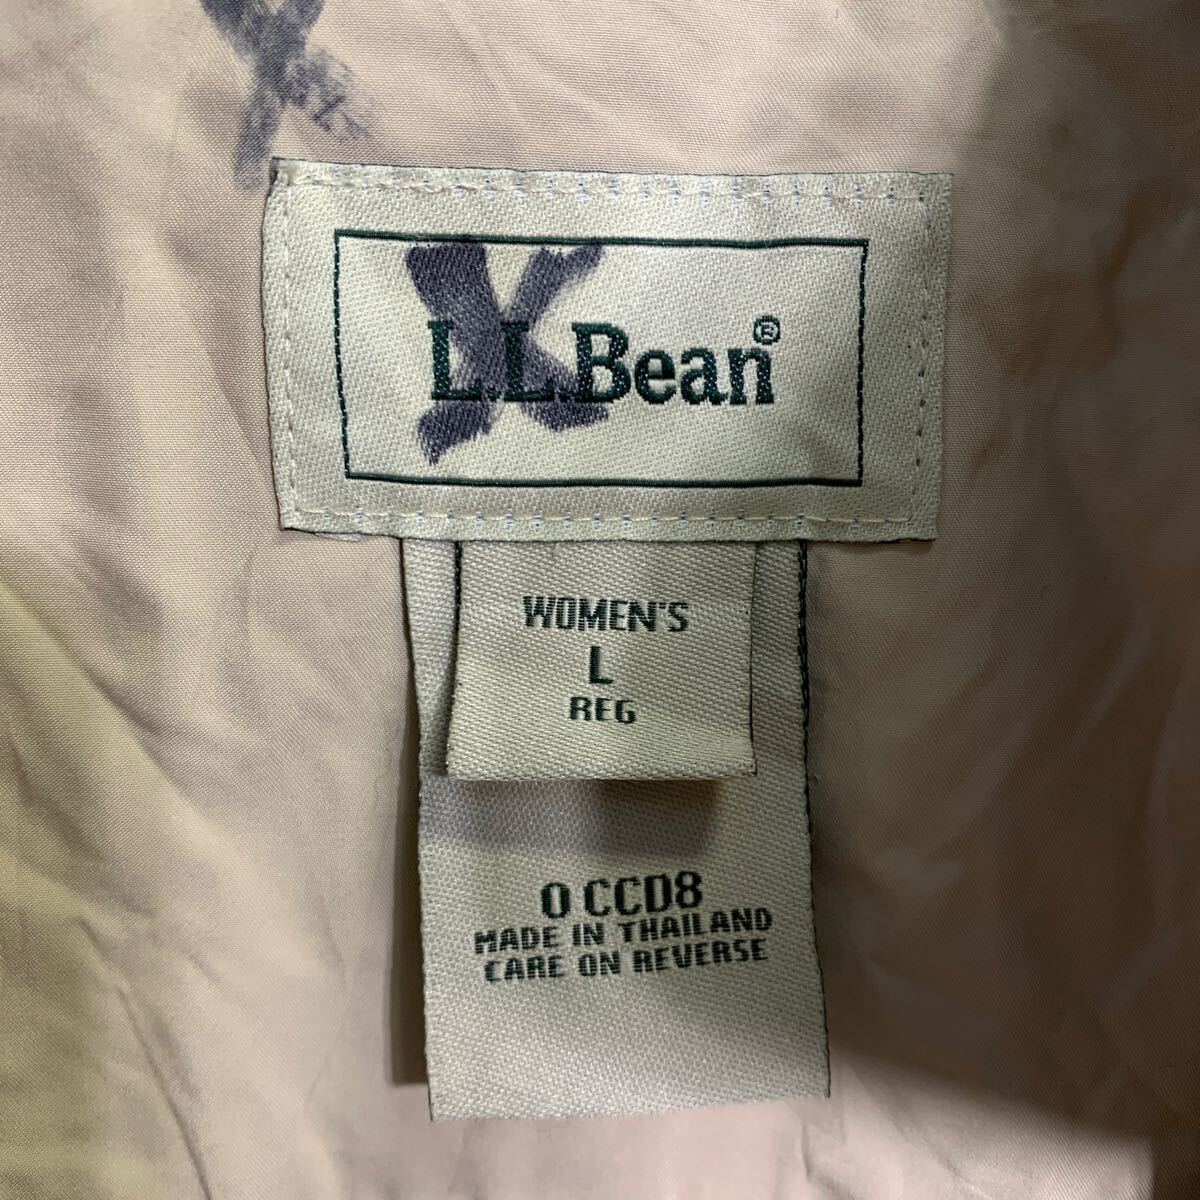 L.L.Bean®
WOMEN'S
L
REG
0 CCD8
MADE IN THAILAND
CARE ON REVERSE